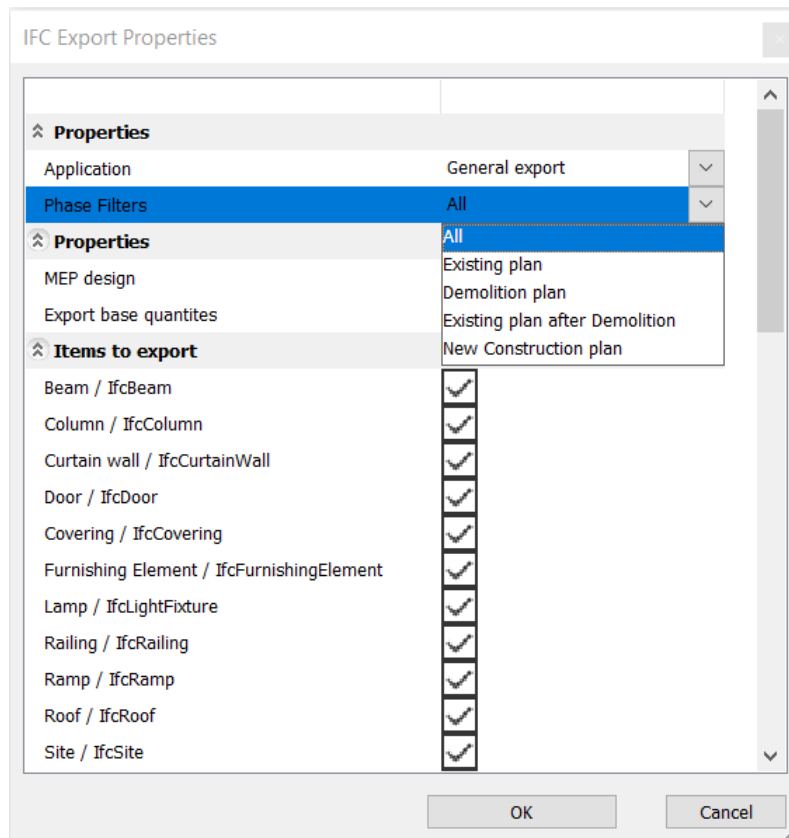 IFC Export Properties
Properties
Application General export
Phase Filters All
Properties All
Existing plan
MEP design Demolition plan
Export base quantites Existing plan after Demolition
Items to export New Construction plan
Beam / IfcBeam
Column / IfcColumn
Curtain wall / IfcCurtainWall
Door / IfcDoor
Covering / IfcCovering
Furnishing Element / IfcFurnishingElement
Lamp / IfcLightFixture
Railing / IfcRailing
Ramp / IfcRamp
Roof / IfcRoof
Site / IfcSite
OK Cancel